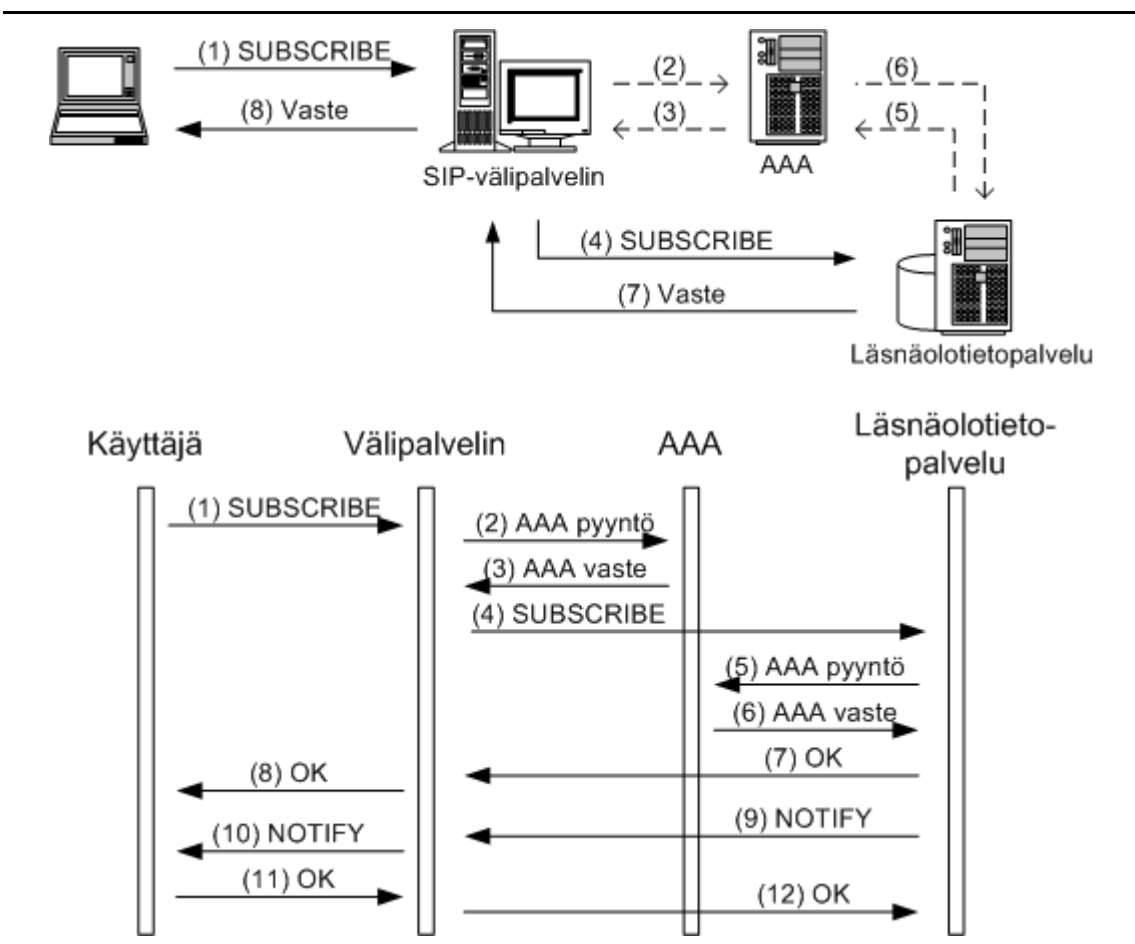 (1) SUBSCRIBE
(8) Vaste
(2)
(3)
(6)
(5)
SIP-välipalvelin
AAA
(4) SUBSCRIBE
(7) Vaste
Läsnäolotietopalvelu
Käyttäjä
Välipalvelin
AAA
Läsnäolotieto-
palvelu
(1) SUBSCRIBE
(2) AAA pyyntö
(3) AAA vaste
(4) SUBSCRIBE
(5) AAA pyyntö
(6) AAA vaste
(7) OK
(8) OK
(9) NOTIFY
(10) NOTIFY
(11) OK
(12) OK